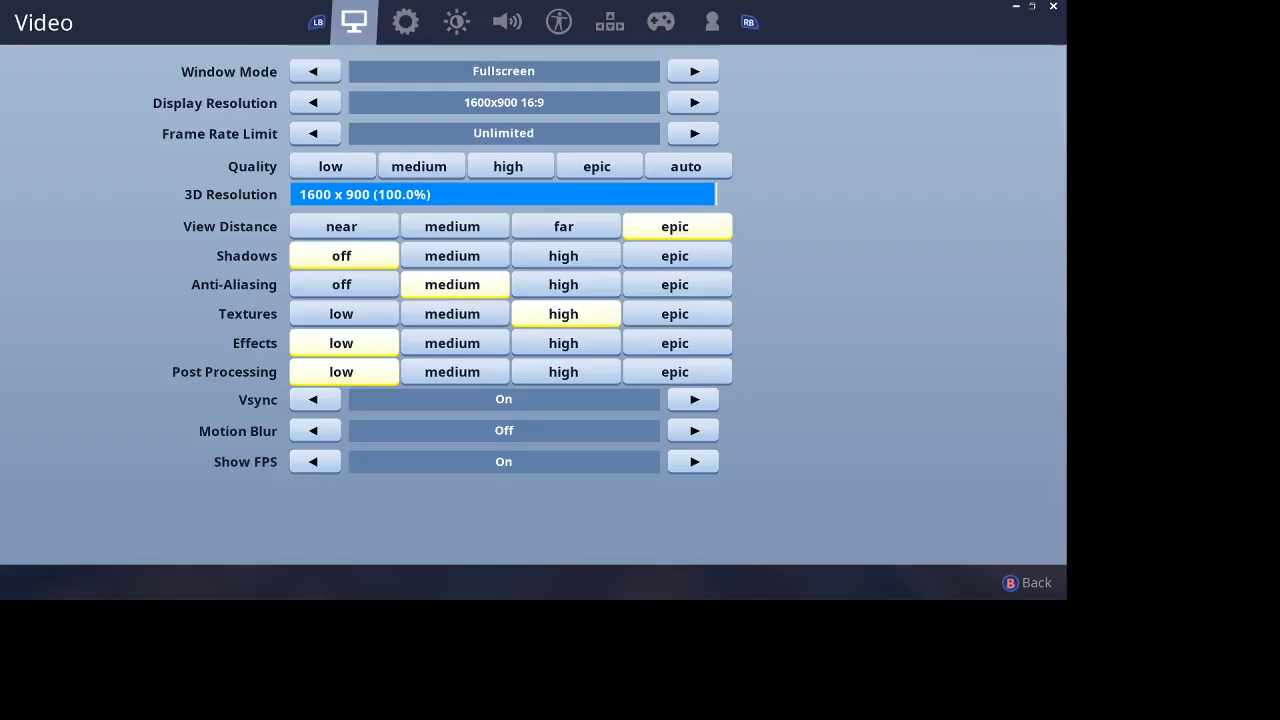 Video LB RB
Window Mode ◄ Fullscreen ►
Display Resolution ◄ 1600x900 16:9 ►
Frame Rate Limit ◄ Unlimited ►
Quality low medium high epic auto
3D Resolution 1600 x 900 (100.0%)
View Distance near medium far epic
Shadows off medium high epic
Anti-Aliasing off medium high epic
Textures low medium high epic
Effects low medium high epic
Post Processing low medium high epic
Vsync ◄ On ►
Motion Blur ◄ Off ►
Show FPS ◄ On ►
B Back